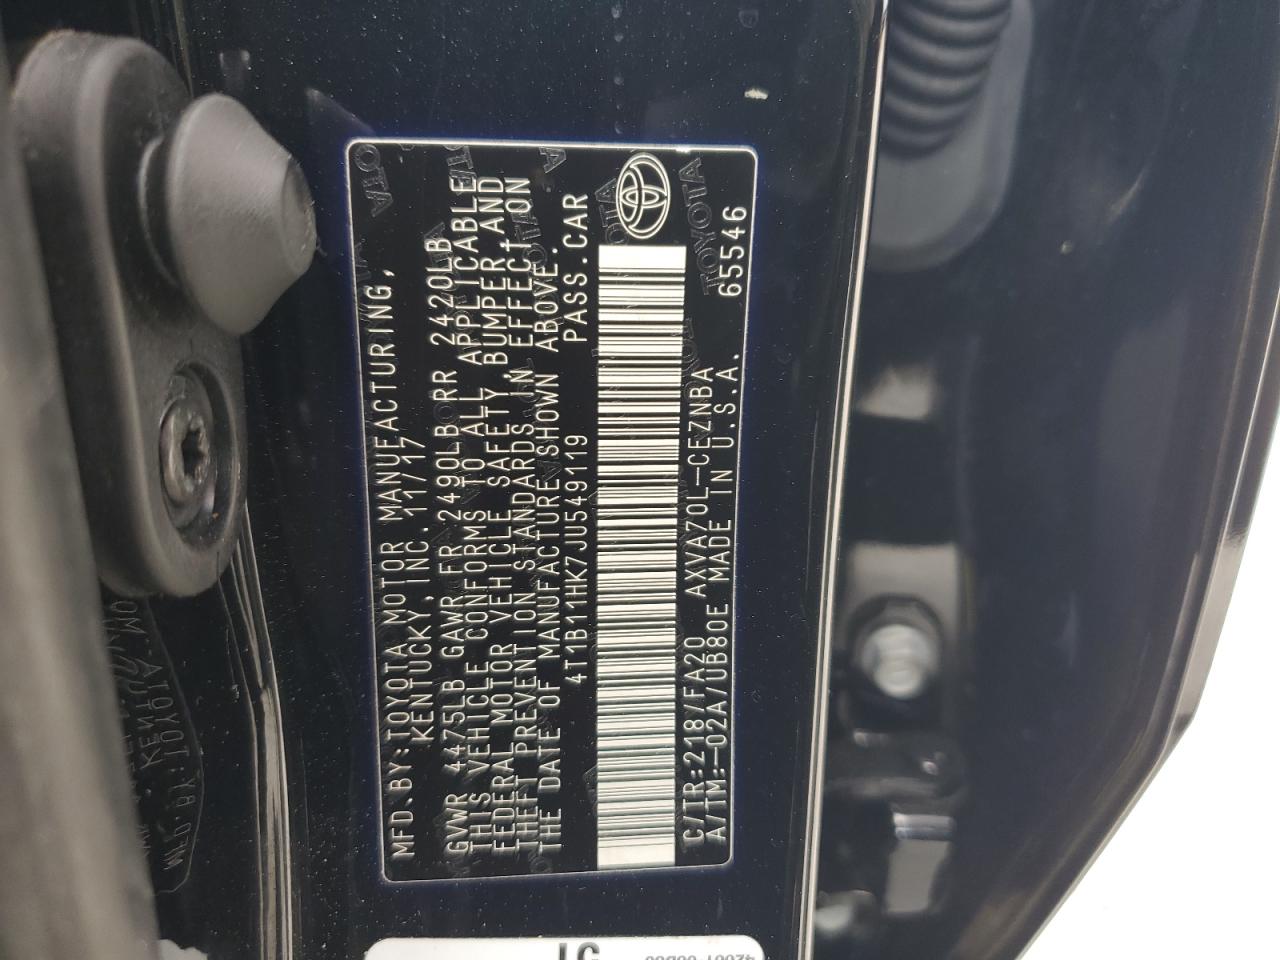 MFD.BY:TOYOTA MOTOR MANUFACTURING,
KENTUCKY,INC. 11/17
GVWR 4475LB GAWR FR 2490LB RR 2420LB
THIS VEHICLE CONFORMS TO ALL APPLICABLE
FEDERAL MOTOR VEHICLE SAFETY, BUMPER,AND
THEFT PREVENTION STANDARDS IN EFFECT ON
THE DATE OF MANUFACTURE SHOWN ABOVE.
4T1B11HK7JU549119 PASS.CAR
C/TR:218/FA20 AXVA70L-CEZNBA
A/TM:-02A/UB80E MADE IN U.S.A. 65546
TOYOTA